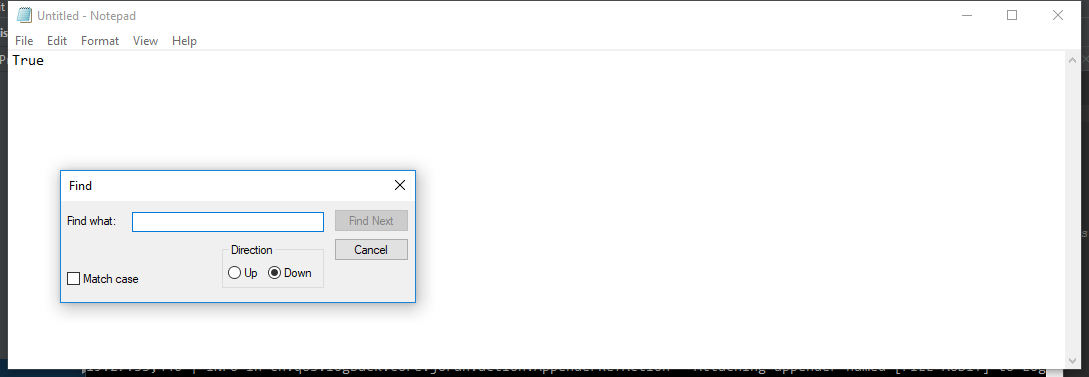 Untitled - Notepad
File Edit Format View Help
True
Find
Find what:
Find Next
Direction
Cancel
Up Down
Match case